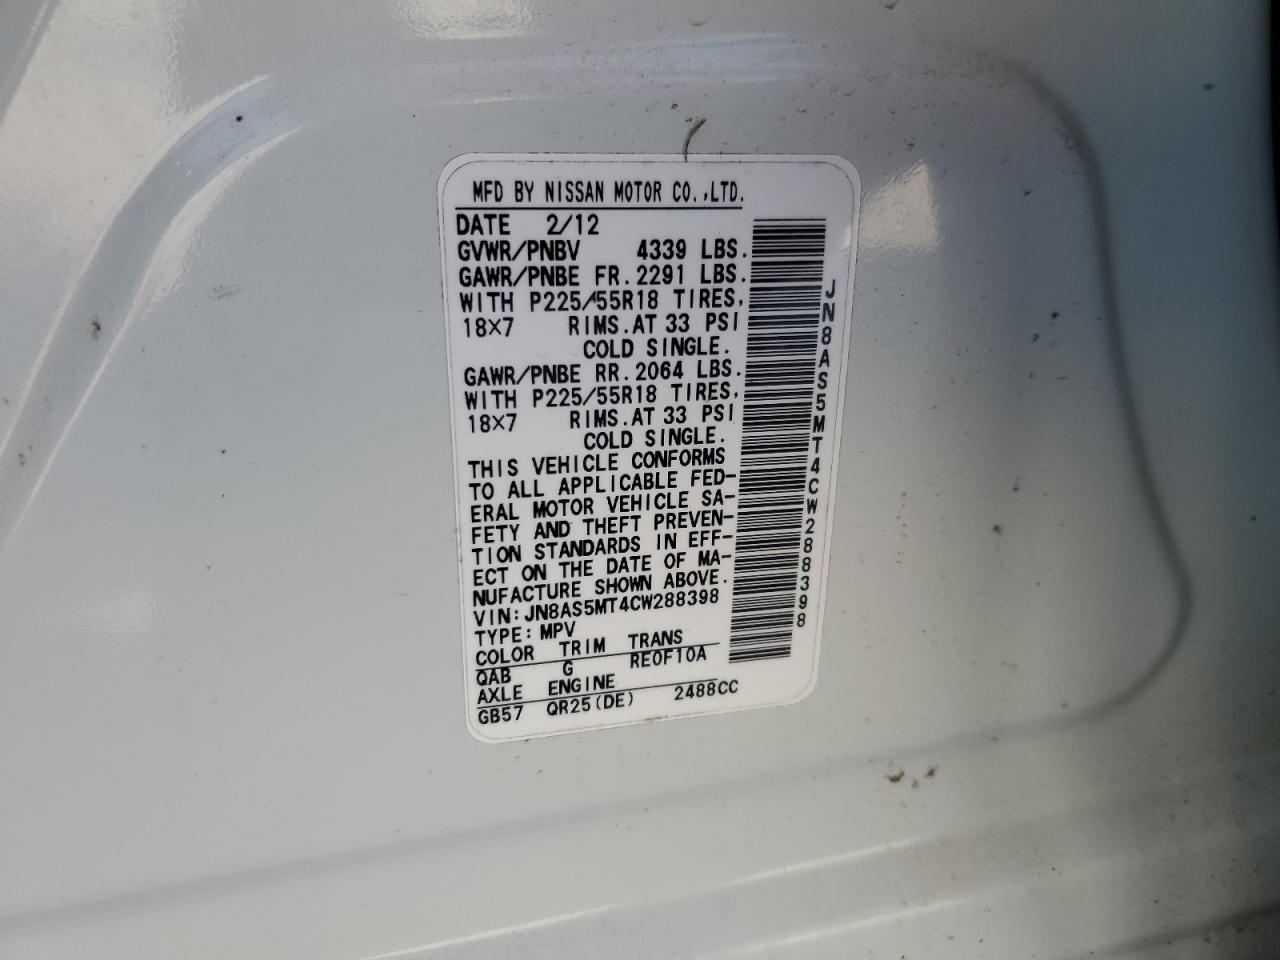 MFD BY NISSAN MOTOR CO.,LTD.
DATE 2/12
GVWR/PNBV 4339 LBS.
GAWR/PNBE FR. 2291 LBS.
WITH P225/55R18 TIRES,
18×7 RIMS. AT 33 PSI
COLD SINGLE.
GAWR/PNBE RR. 2064 LBS.
WITH P225/55R18 TIRES,
18×7 RIMS. AT 33 PSI
COLD SINGLE.
THIS VEHICLE CONFORMS
TO ALL APPLICABLE FED-
ERAL MOTOR VEHICLE SA-
FETY AND THEFT PREVEN-
TION STANDARDS IN EFF-
ECT ON THE DATE OF MA-
NUFACTURE SHOWN ABOVE.
VIN: JN8AS5MT4CW288398
TYPE: MPV
COLOR TRIM TRANS
QAB G RE0F10A
AXLE ENGINE
GB57 QR25(DE) 2488CC
JN8AS5MT4CW288398